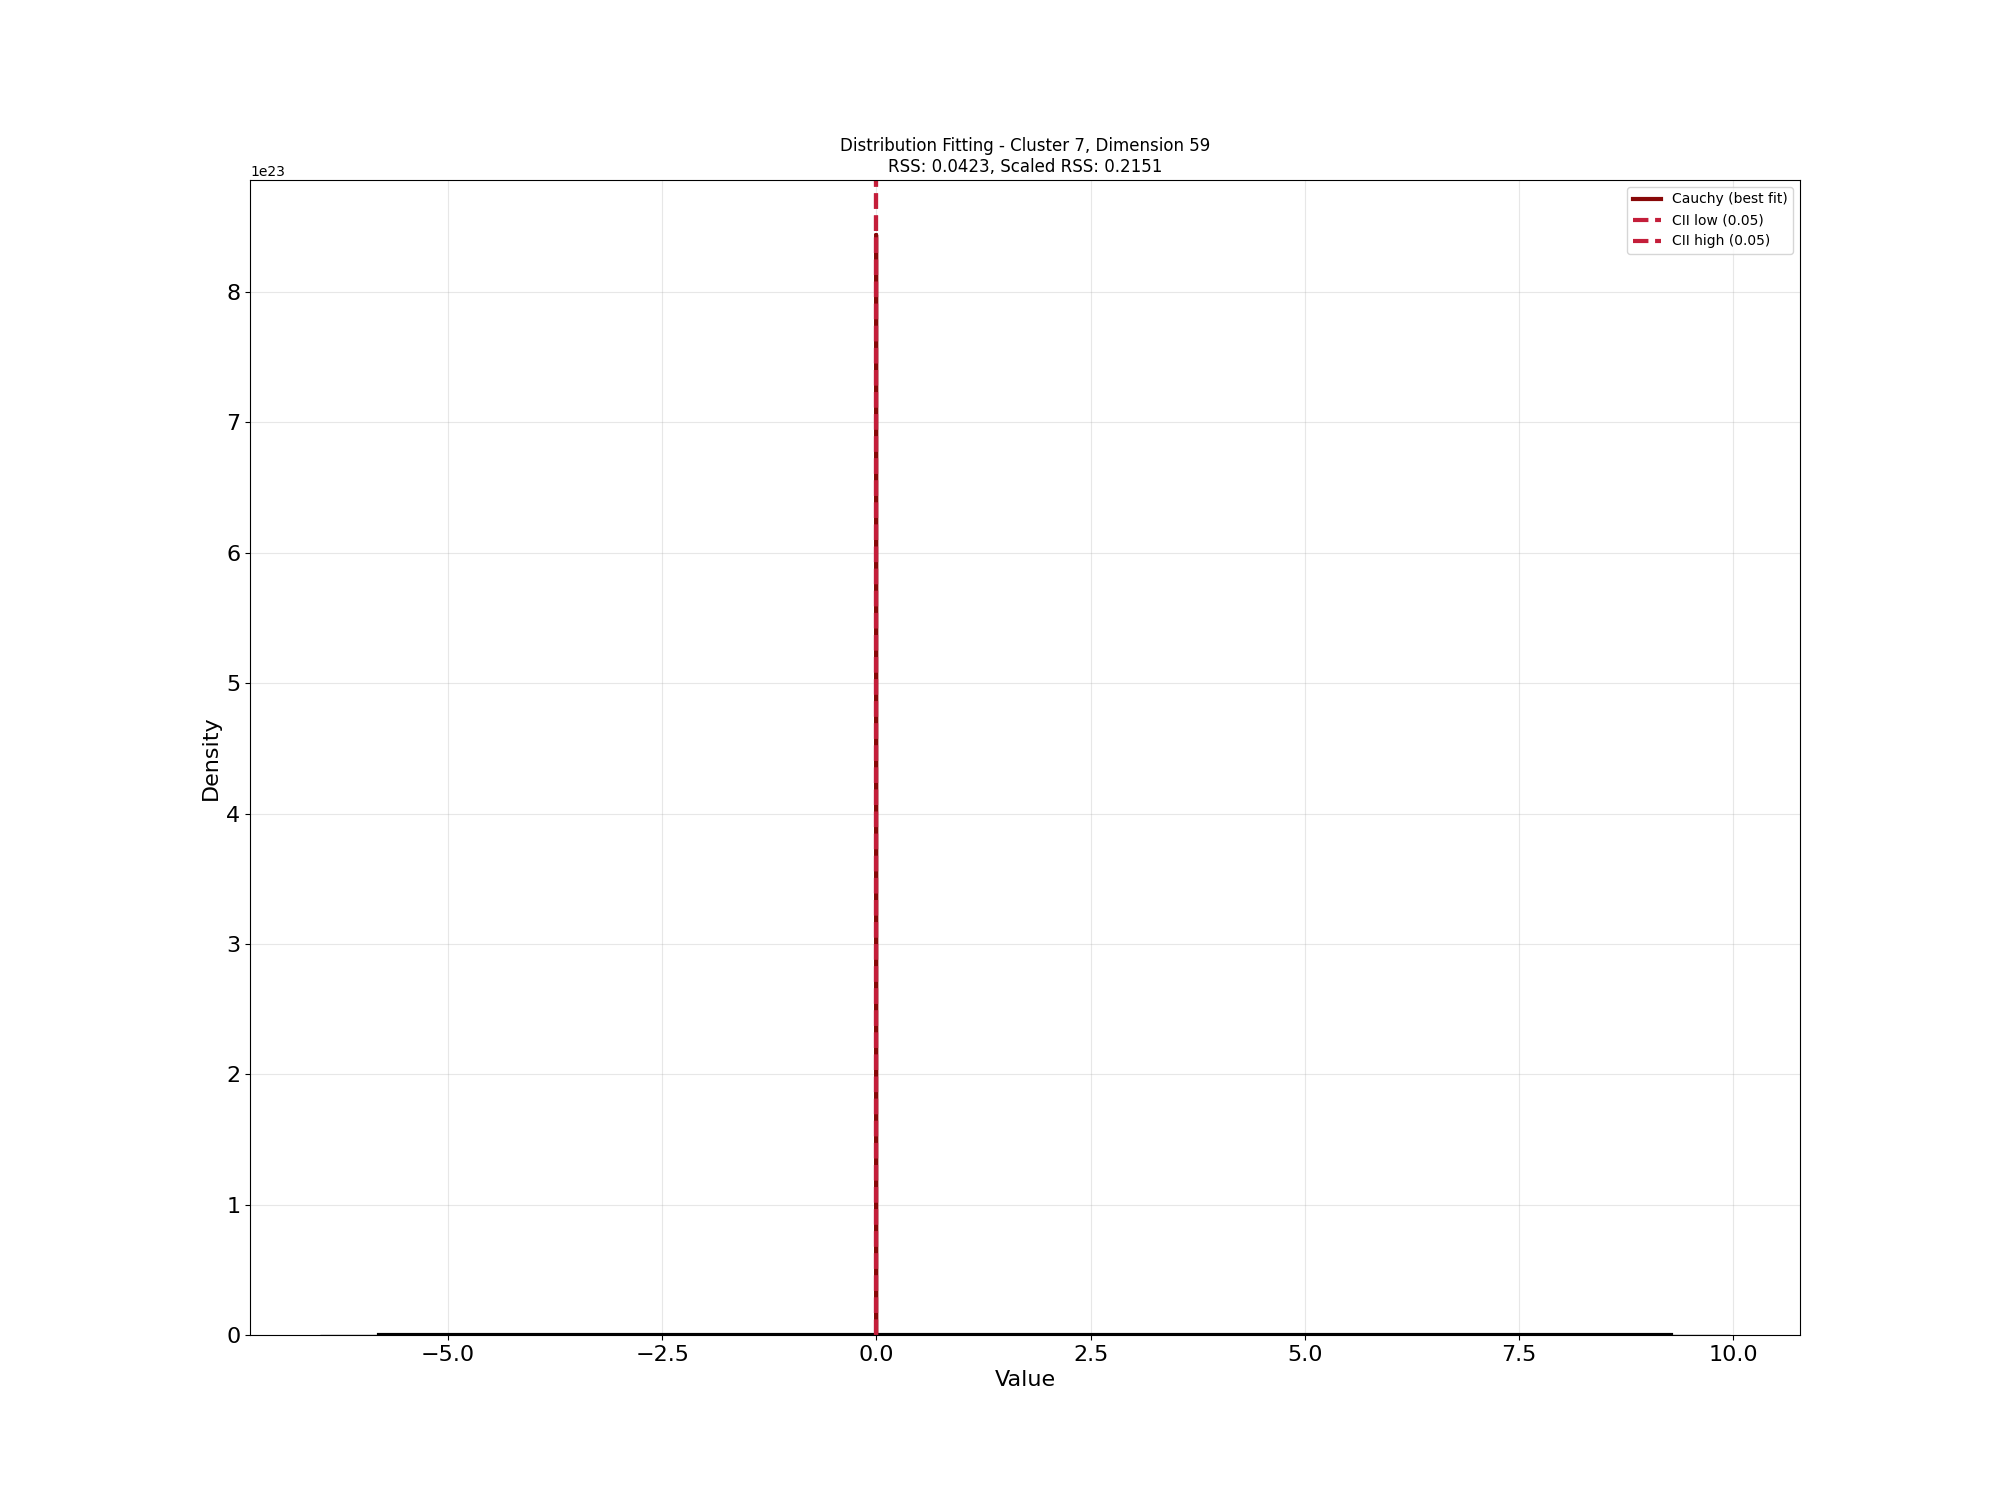 Distribution Fitting - Cluster 7, Dimension 59
RSS: 0.0423, Scaled RSS: 0.2151
1e23
Cauchy (best fit)
CII low (0.05)
CII high (0.05)
8
7
6
5
4
3
2
1
0
Density
−5.0 −2.5 0.0 2.5 5.0 7.5 10.0
Value